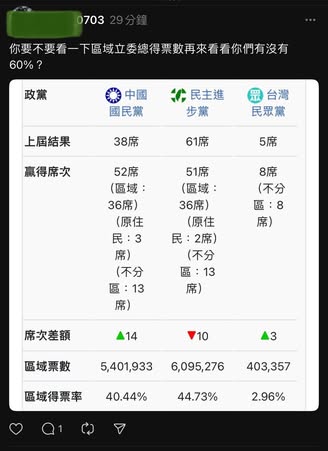 0703 29分鐘
你要不要看一下區域立委總得票數再來看看你們有沒有
60%？
政黨 中國國民黨 民主進步黨 台灣民眾黨
上屆結果 38席 61席 5席
贏得席次 52席（區域：36席）（原住民：3席）（不分區：13席） 51席（區域：36席）（原住民：2席）（不分區：13席） 8席（不分區：8席）
席次差額 ▲14 ▼10 ▲3
區域票數 5,401,933 6,095,276 403,357
區域得票率 40.44% 44.73% 2.96%
1